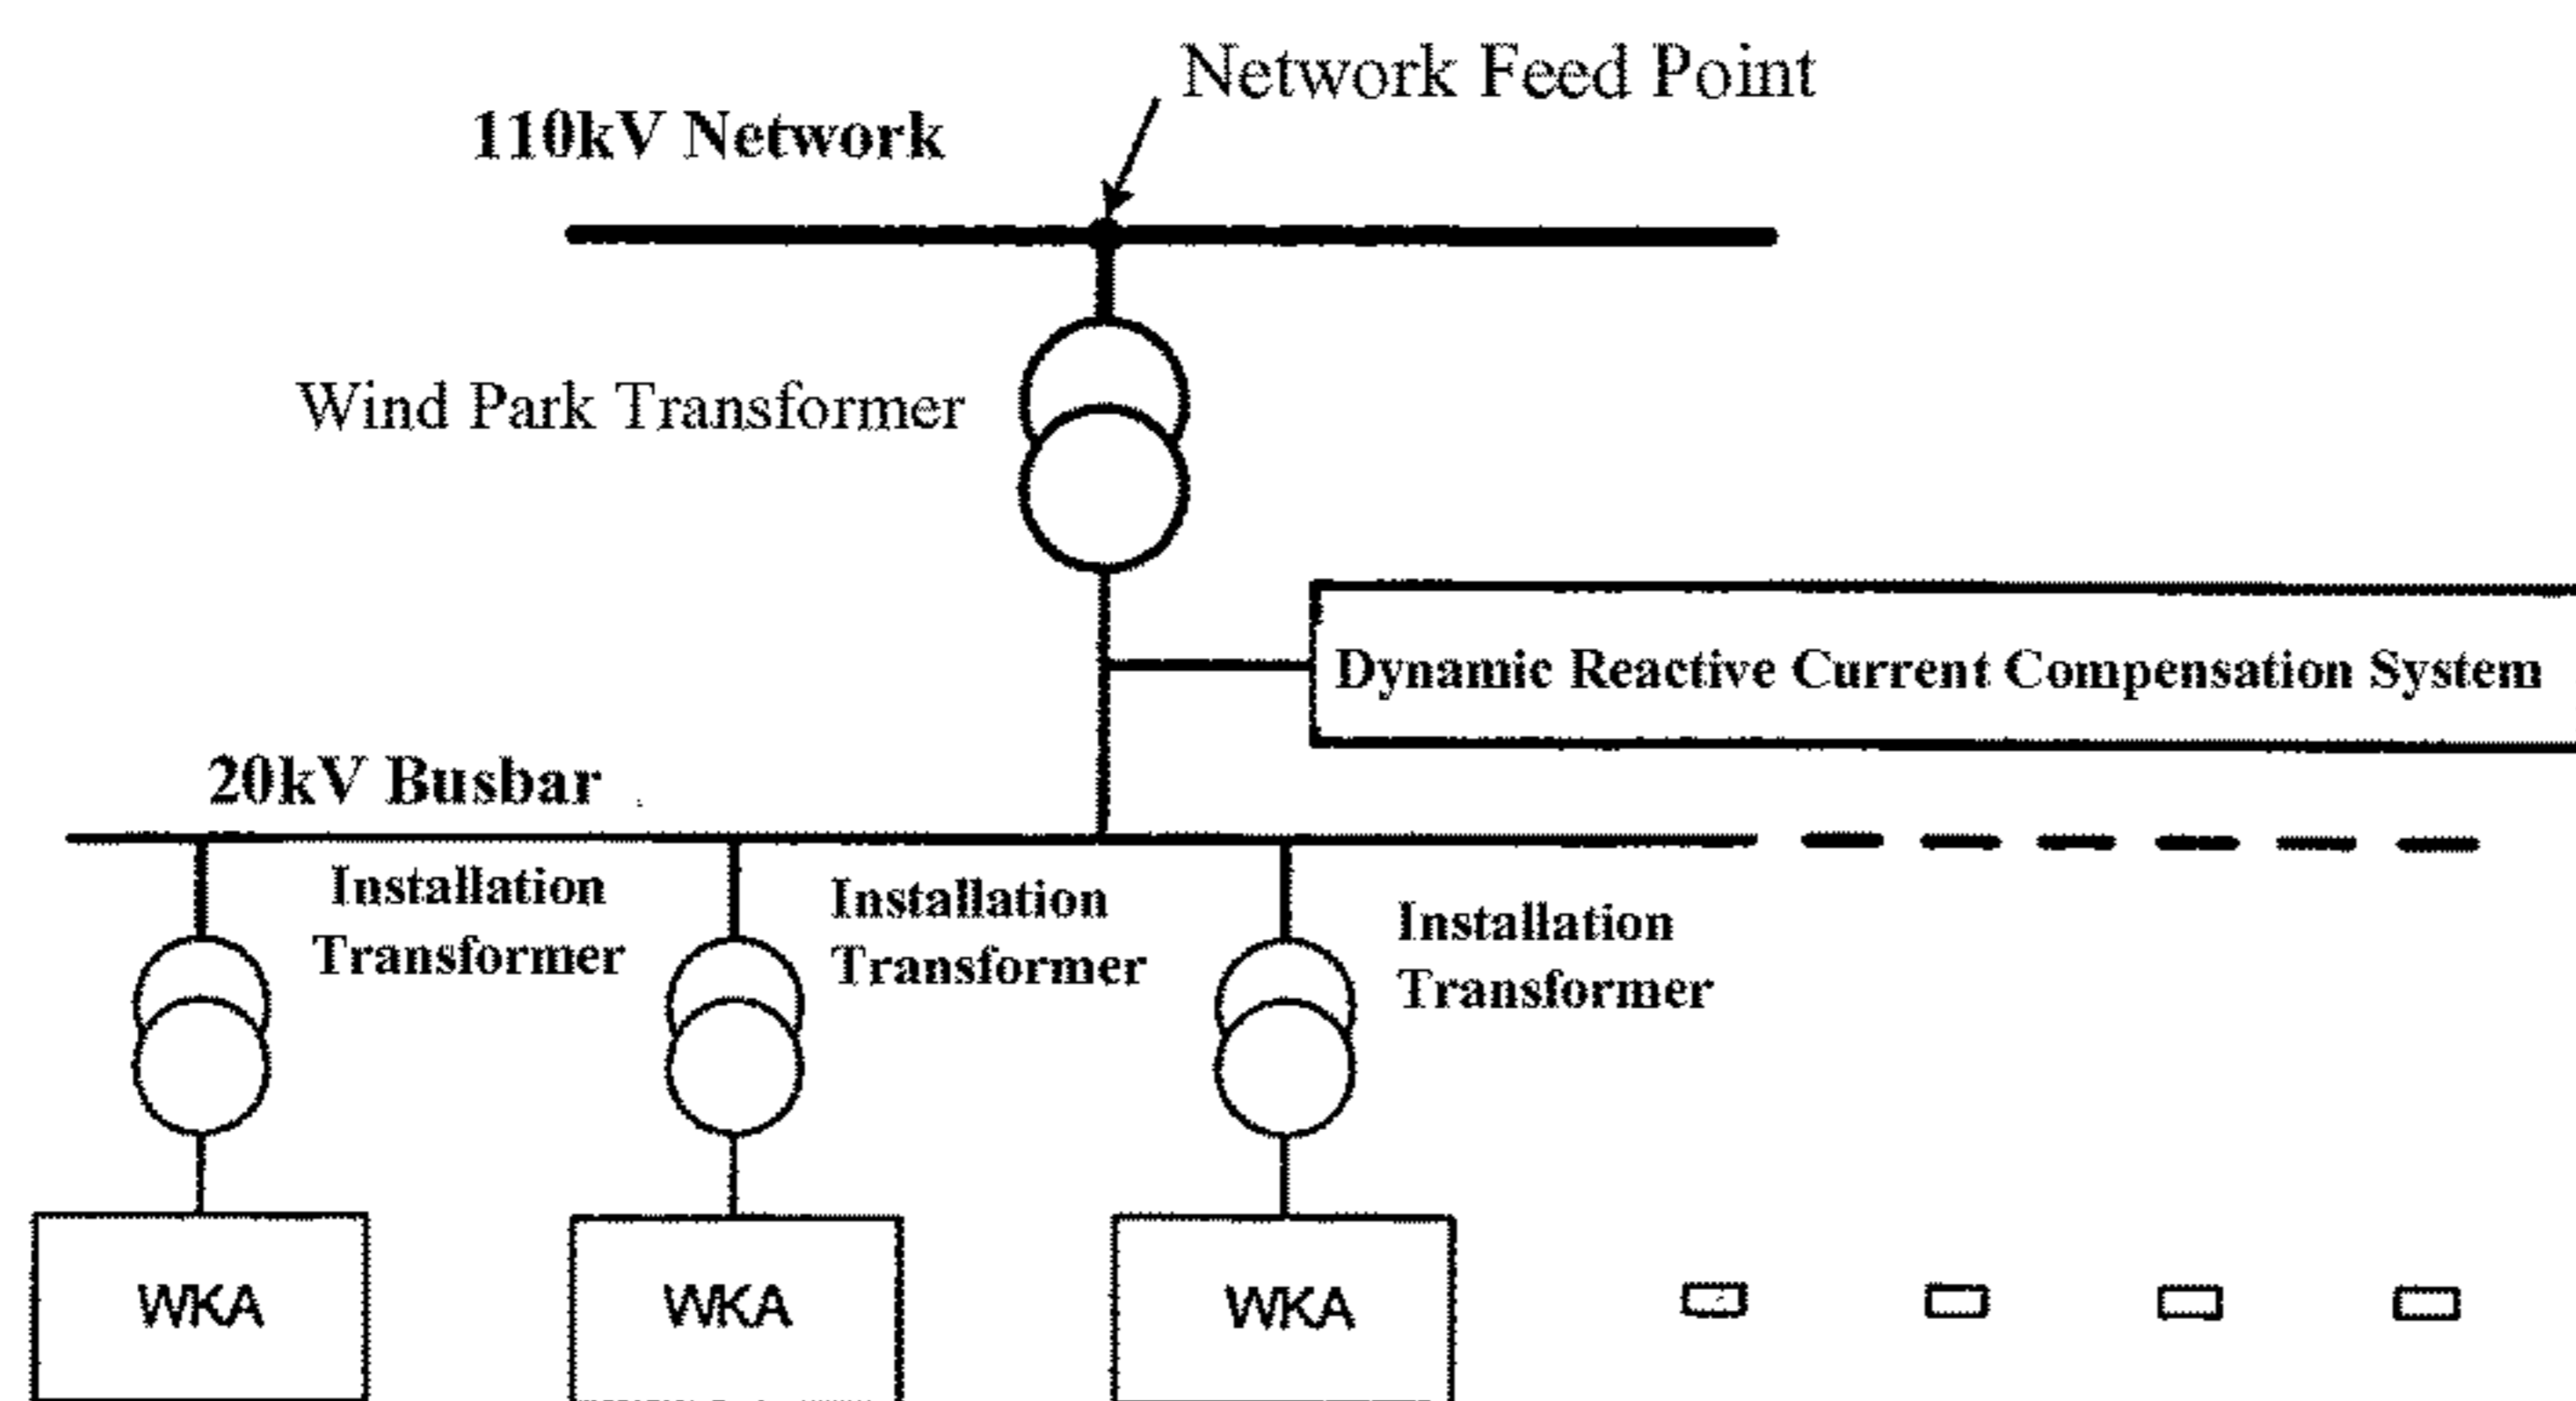 Network Feed Point
110kV Network
Wind Park Transformer
Dynamic Reactive Current Compensation System
20kV Busbar
Installation
Transformer
Installation
Transformer
Installation
Transformer
WKA
WKA
WKA